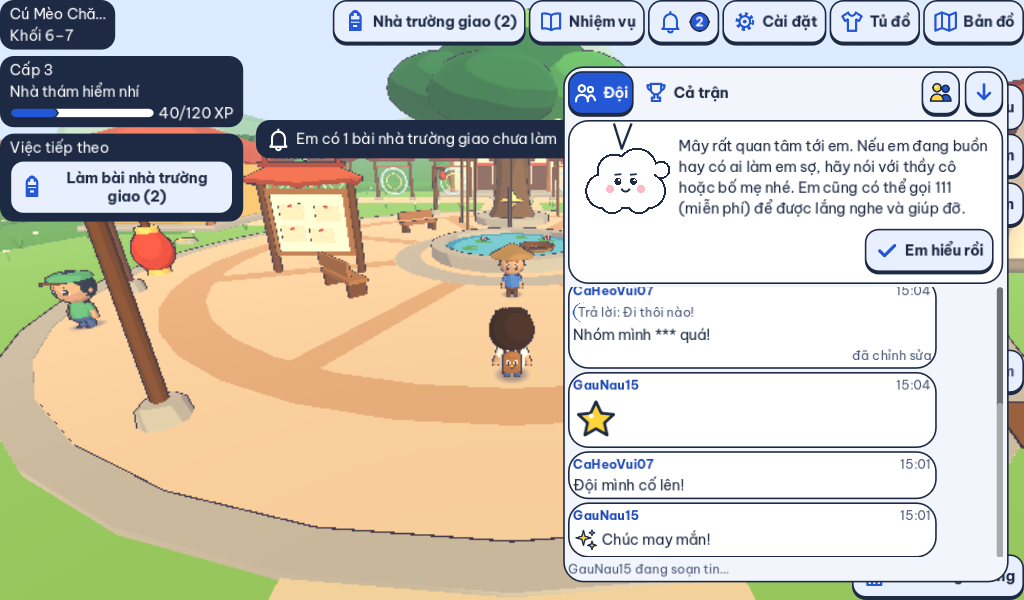 Cú Mèo Chă...
Khối 6-7
Nhà trường giao (2)
Nhiệm vụ
2
Cài đặt
Tủ đồ
Bản đồ
Cấp 3
Nhà thám hiểm nhí
40/120 XP
Việc tiếp theo
Làm bài nhà trường
giao (2)
Em có 1 bài nhà trường giao chưa làm
Đội
Cả trận
Mây rất quan tâm tới em. Nếu em đang buồn
hay có ai làm em sợ, hãy nói với thầy cô
hoặc bố mẹ nhé. Em cũng có thể gọi 111
(miễn phí) để được lắng nghe và giúp đỡ.
Em hiểu rồi
CaHeoVui07 15:04
Trả lời: Đi thôi nào!
Nhóm mình *** quá!
đã chỉnh sửa
GauNau15 15:04
CaHeoVui07 15:01
Đội mình cố lên!
GauNau15 15:01
Chúc may mắn!
GauNau15 đang soạn tin...